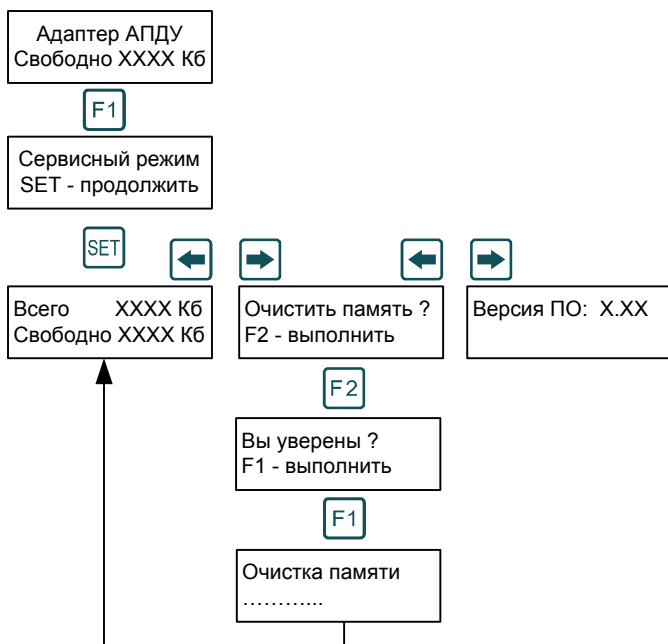 Адаптер АПДУ
Свободно XXXX Кб
F1
Сервисный режим
SET - продолжить
SET
Всего XXXX Кб
Свободно XXXX Кб
Очистить память ?
F2 - выполнить
Версия ПО: X.XX
F2
Вы уверены ?
F1 - выполнить
F1
Очистка памяти
………...